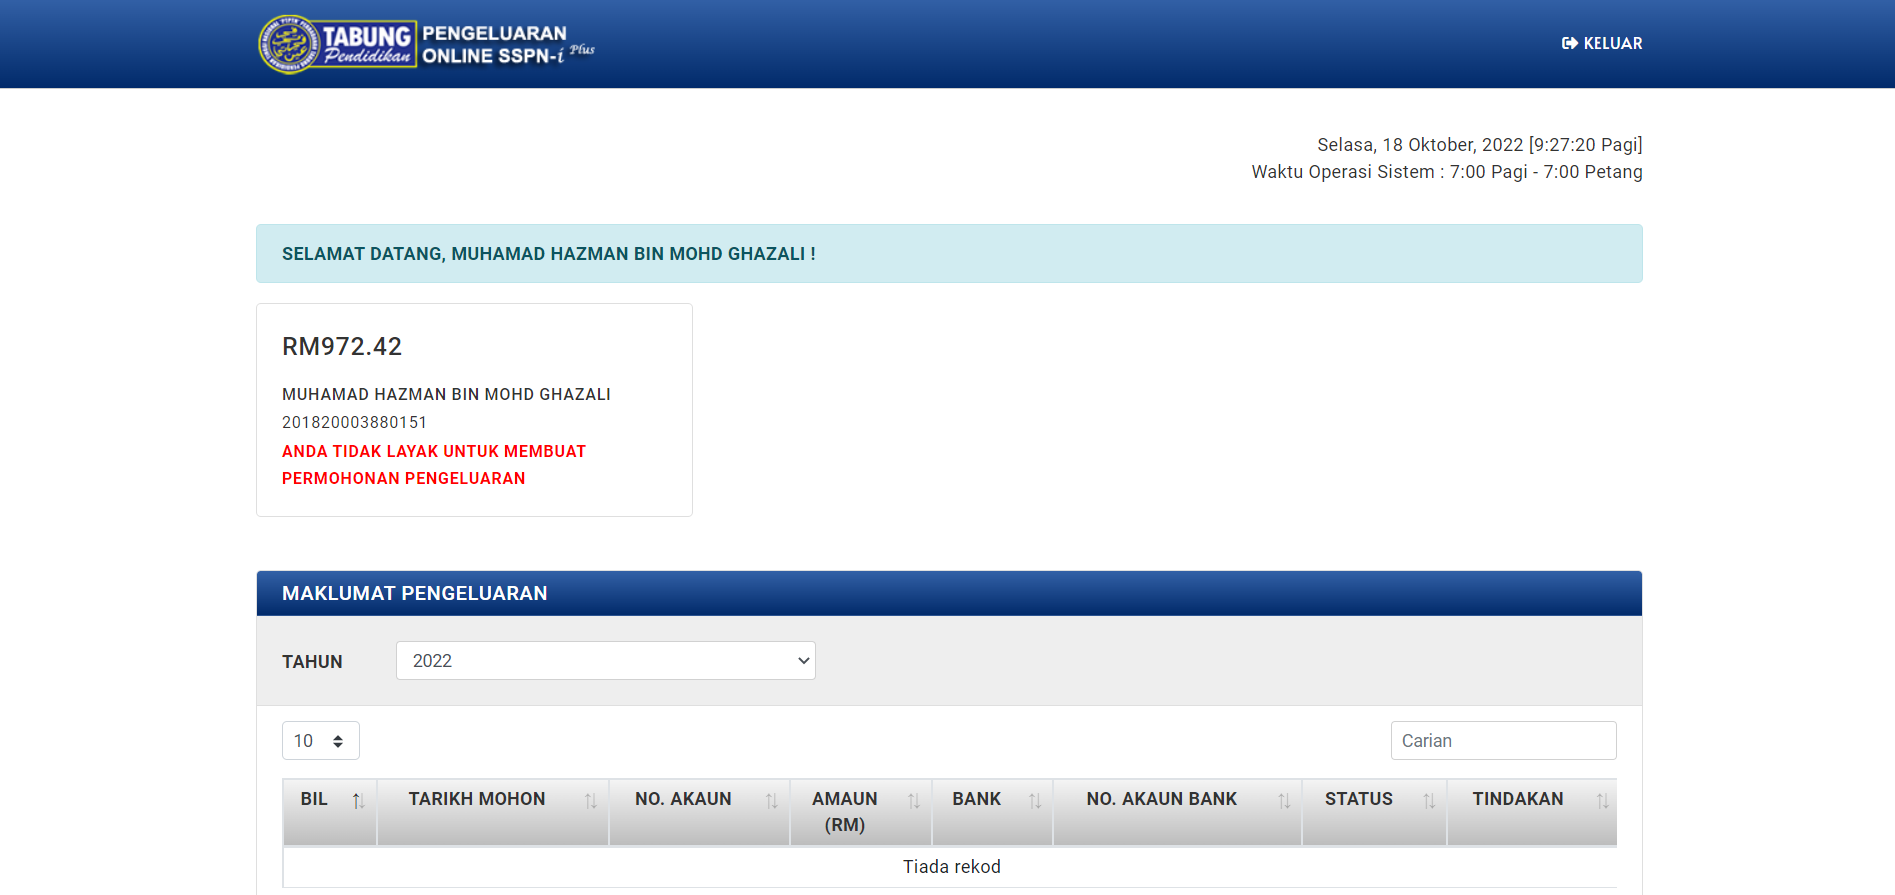 TABUNG
Pendidikan
PENGELUARAN
ONLINE SSPN-i Plus
KELUAR
Selasa, 18 Oktober, 2022 [9:27:20 Pagi]
Waktu Operasi Sistem : 7:00 Pagi - 7:00 Petang
SELAMAT DATANG, MUHAMAD HAZMAN BIN MOHD GHAZALI !
RM972.42
MUHAMAD HAZMAN BIN MOHD GHAZALI
201820003880151
ANDA TIDAK LAYAK UNTUK MEMBUAT
PERMOHONAN PENGELUARAN
MAKLUMAT PENGELUARAN
TAHUN 2022
10 Carian
BIL TARIKH MOHON NO. AKAUN AMAUN BANK NO. AKAUN BANK STATUS TINDAKAN
(RM)
Tiada rekod